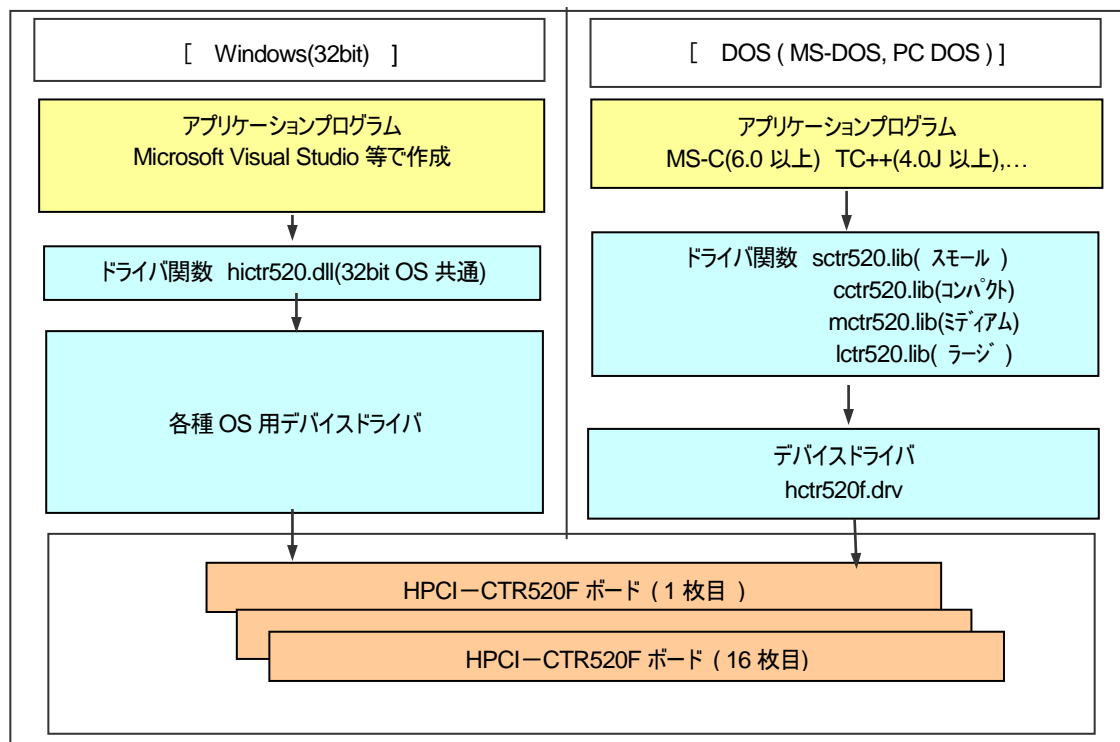 [ Windows(32bit) ]
アプリケーションプログラム
Microsoft Visual Studio 等で作成
ドライバ関数 hictr520.dll(32bit OS 共通)
各種 OS 用デバイスドライバ
[ DOS ( MS-DOS, PC DOS ) ]
アプリケーションプログラム
MS-C(6.0 以上) TC++(4.0J 以上),…
ドライバ関数 sctr520.lib( スモール )
cctr520.lib(コンパクト)
mctr520.lib(ミディアム)
lctr520.lib( ラージ )
デバイスドライバ
hctr520f.drv
HPCI－CTR520F ボード ( 1 枚目 )
HPCI－CTR520F ボード ( 16 枚目)